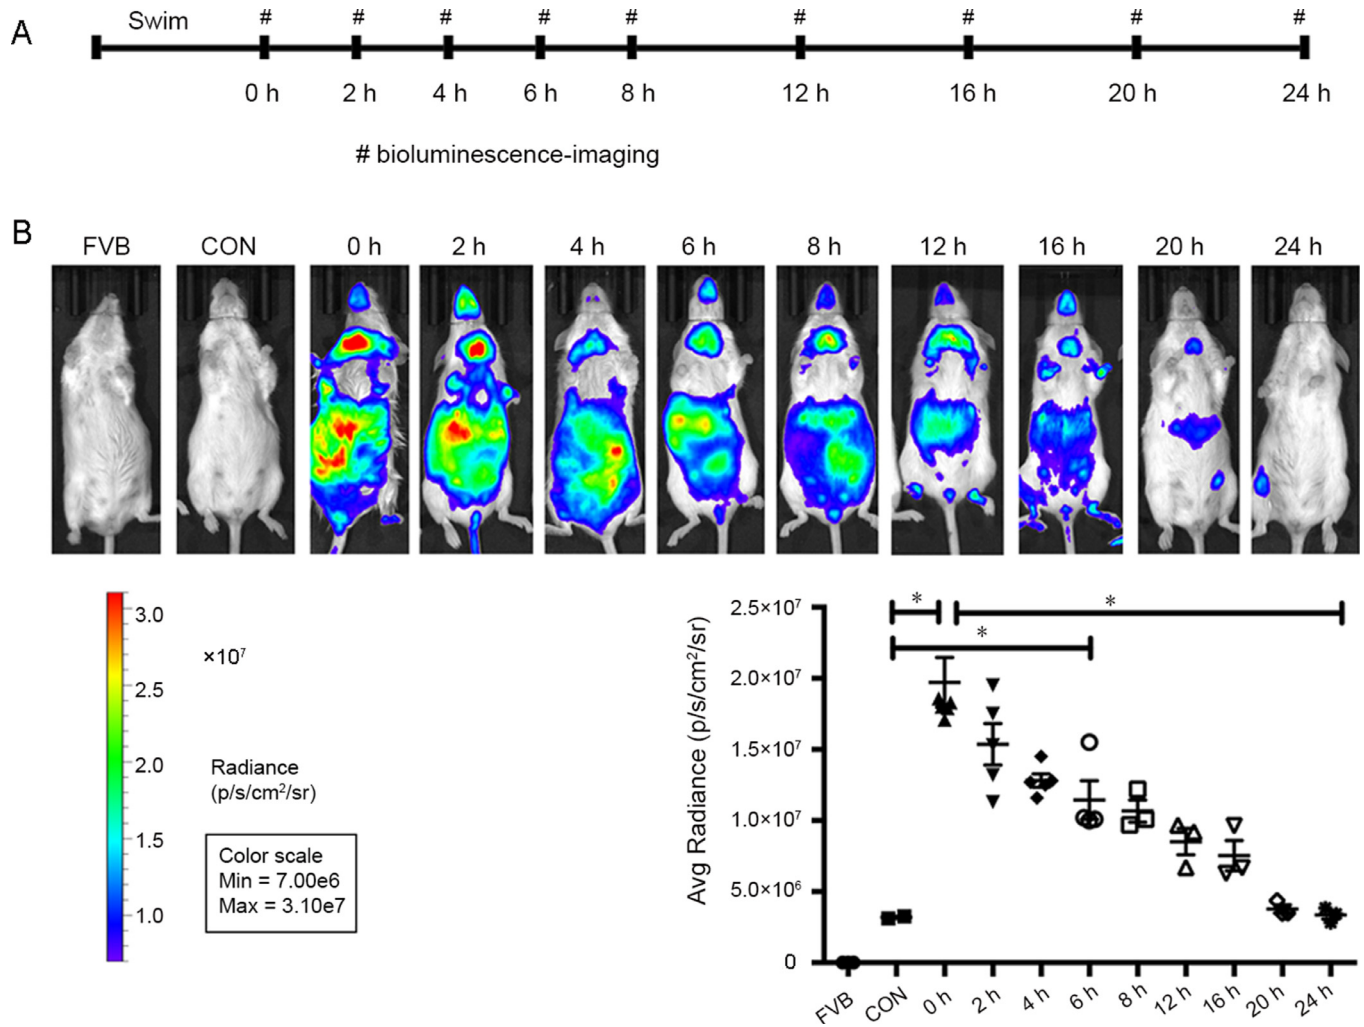 A
Swim # # # # # # # # #
0 h 2 h 4 h 6 h 8 h 12 h 16 h 20 h 24 h
# bioluminescence-imaging
B
FVB CON 0 h 2 h 4 h 6 h 8 h 12 h 16 h 20 h 24 h
3.0
×10⁷
2.5
2.0
Radiance
(p/s/cm²/sr)
1.5
Color scale
Min = 7.00e6
Max = 3.10e7
1.0
Avg Radiance (p/s/cm²/sr)
* *
*
2.5×10⁷
2.0×10⁷
1.5×10⁷
1.0×10⁷
5.0×10⁶
0
FVB CON 0 h 2 h 4 h 6 h 8 h 12 h 16 h 20 h 24 h